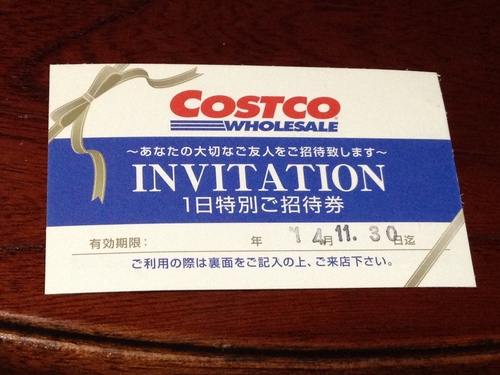 COSTCO
WHOLESALE
〜あなたの大切なご友人をご招待致します〜
INVITATION
1日特別ご招待券
有効期限: 年 '14月11.30日迄
ご利用の際は裏面をご記入の上、ご来店下さい。